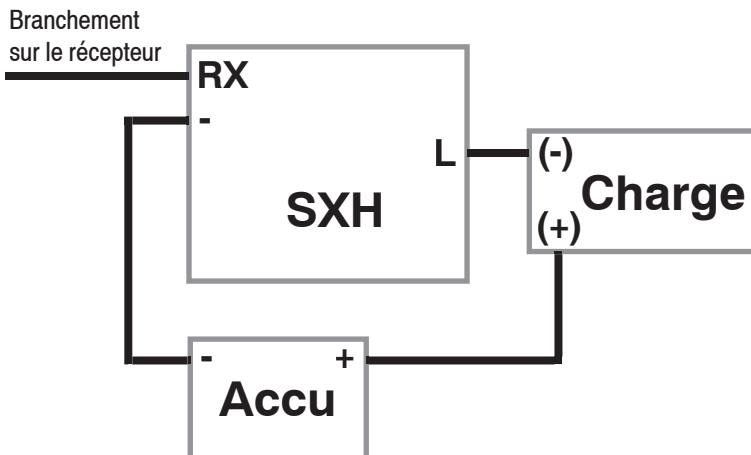 Branchement
sur le récepteur
RX
-
L
(-)
Charge
SXH
(+)
- +
Accu